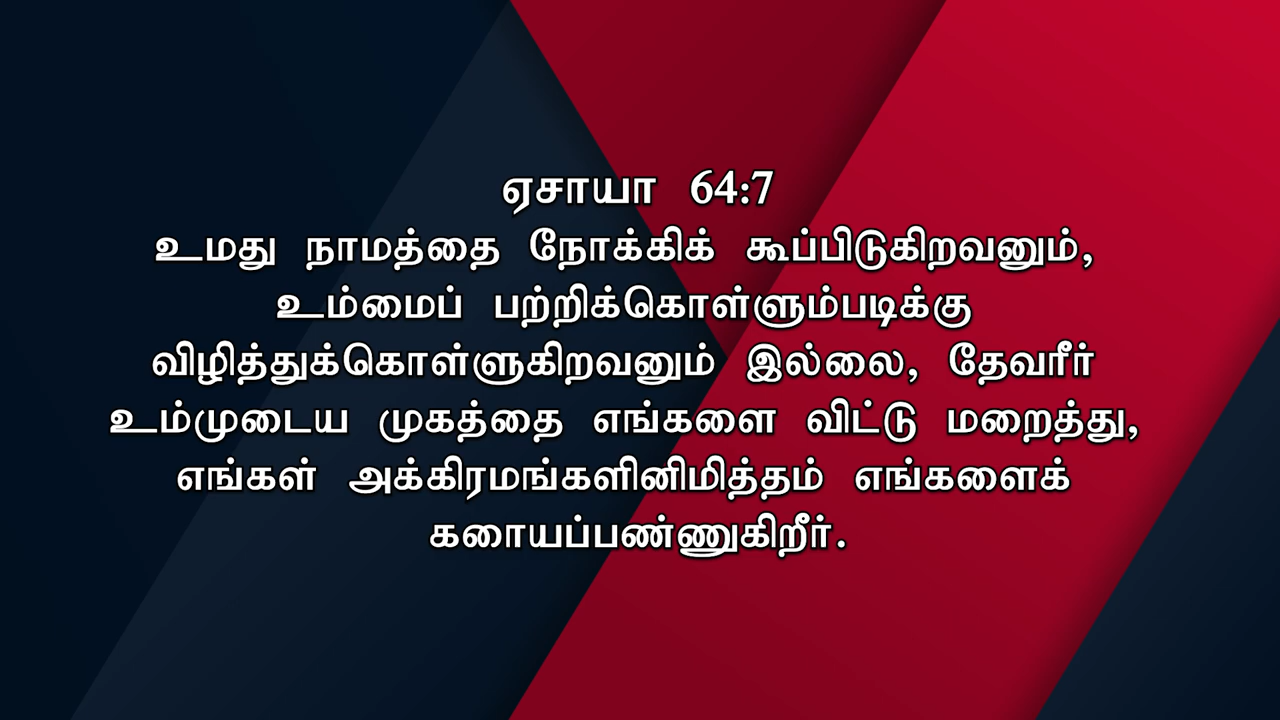 ஏசாயா 64:7
உமது நாமத்தை நோக்கிக் கூப்பிடுகிறவனும்,
உம்மைப் பற்றிக்கொள்ளும்படிக்கு
விழித்துக்கொள்ளுகிறவனும் இல்லை, தேவரீர்
உம்முடைய முகத்தை எங்களை விட்டு மறைத்து,
எங்கள் அக்கிரமங்களினிமித்தம் எங்களைக்
கரையப்பண்ணுகிறீர்.